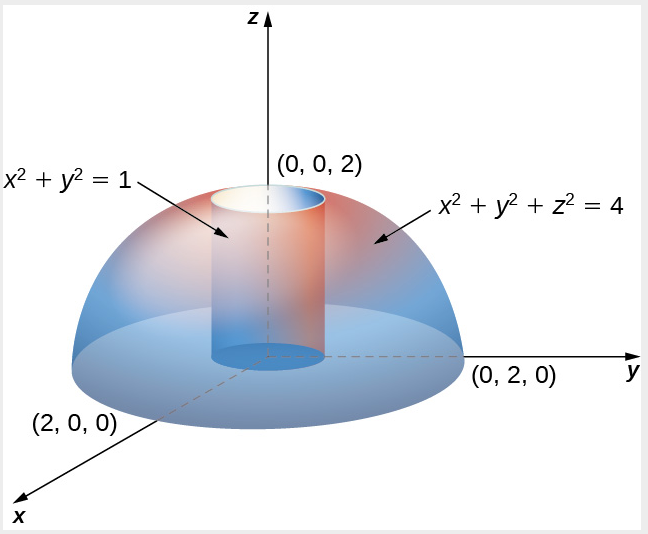 z
(0, 0, 2)
x² + y² = 1
x² + y² + z² = 4
y
(0, 2, 0)
(2, 0, 0)
x